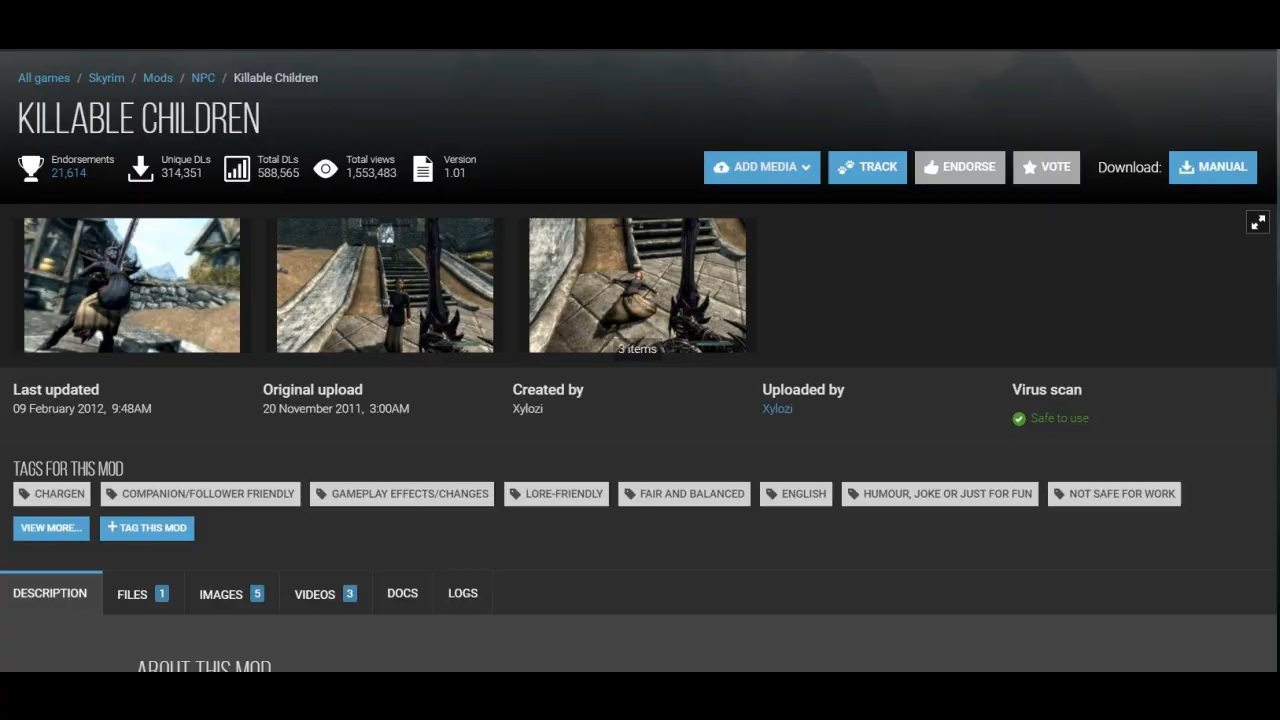 All games / Skyrim / Mods / NPC / Killable Children
KILLABLE CHILDREN
Endorsements
21,614
Unique DLs
314,351
Total DLs
588,565
Total views
1,553,483
Version
1.01
ADD MEDIA
TRACK
ENDORSE
VOTE
Download:
MANUAL
3 items
Last updated
09 February 2012, 9:48AM
Original upload
20 November 2011, 3:00AM
Created by
Xylozi
Uploaded by
Xylozi
Virus scan
Safe to use
TAGS FOR THIS MOD
CHARGEN
COMPANION/FOLLOWER FRIENDLY
GAMEPLAY EFFECTS/CHANGES
LORE-FRIENDLY
FAIR AND BALANCED
ENGLISH
HUMOUR, JOKE OR JUST FOR FUN
NOT SAFE FOR WORK
VIEW MORE...
+ TAG THIS MOD
DESCRIPTION
FILES 1
IMAGES 5
VIDEOS 3
DOCS
LOGS
ABOUT THIS MOD